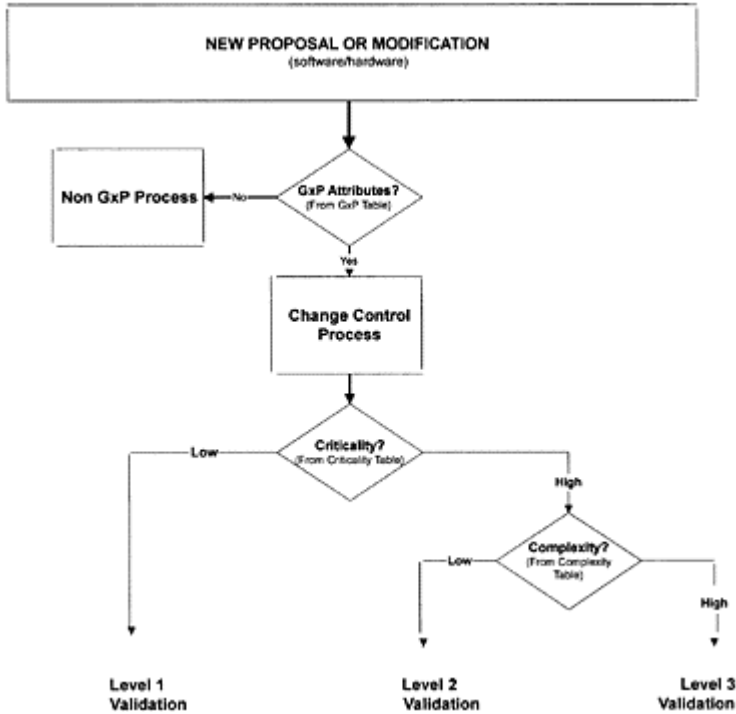 NEW PROPOSAL OR MODIFICATION
(software/hardware)
GxP Attributes?
(From GxP Table)
No
Non GxP Process
Yes
Change Control
Process
Criticality?
(From Criticality Table)
Low
High
Complexity?
(From Complexity
Table)
Low
High
Level 1
Validation
Level 2
Validation
Level 3
Validation